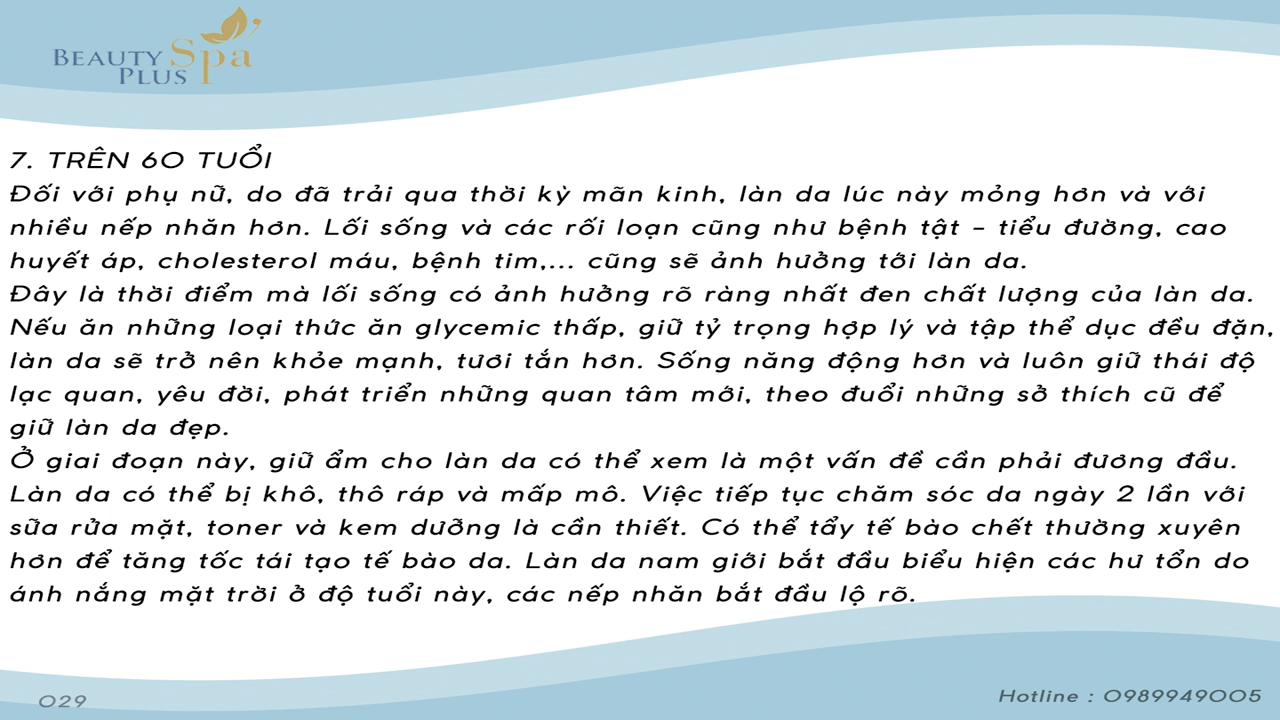 BEAUTY Spa
PLUS
7. TRÊN 60 TUỔI
Đối với phụ nữ, do đã trải qua thời kỳ mãn kinh, làn da lúc này mỏng hơn và với
nhiều nếp nhăn hơn. Lối sống và các rối loạn cũng như bệnh tật – tiểu đường, cao
huyết áp, cholesterol máu, bệnh tim,... cũng sẽ ảnh hưởng tới làn da.
Đây là thời điểm mà lối sống có ảnh hưởng rõ ràng nhất đen chất lượng của làn da.
Nếu ăn những loại thức ăn glycemic thấp, giữ tỷ trọng hợp lý và tập thể dục đều đặn,
làn da sẽ trở nên khỏe mạnh, tươi tắn hơn. Sống năng động hơn và luôn giữ thái độ
lạc quan, yêu đời, phát triển những quan tâm mới, theo đuổi những sở thích cũ để
giữ làn da đẹp.
Ở giai đoạn này, giữ ẩm cho làn da có thể xem là một vấn đề cần phải đương đầu.
Làn da có thể bị khô, thô ráp và mấp mô. Việc tiếp tục chăm sóc da ngày 2 lần với
sữa rửa mặt, toner và kem dưỡng là cần thiết. Có thể tẩy tế bào chết thường xuyên
hơn để tăng tốc tái tạo tế bào da. Làn da nam giới bắt đầu biểu hiện các hư tổn do
ánh nắng mặt trời ở độ tuổi này, các nếp nhăn bắt đầu lộ rõ.
029
Hotline : 0989949005